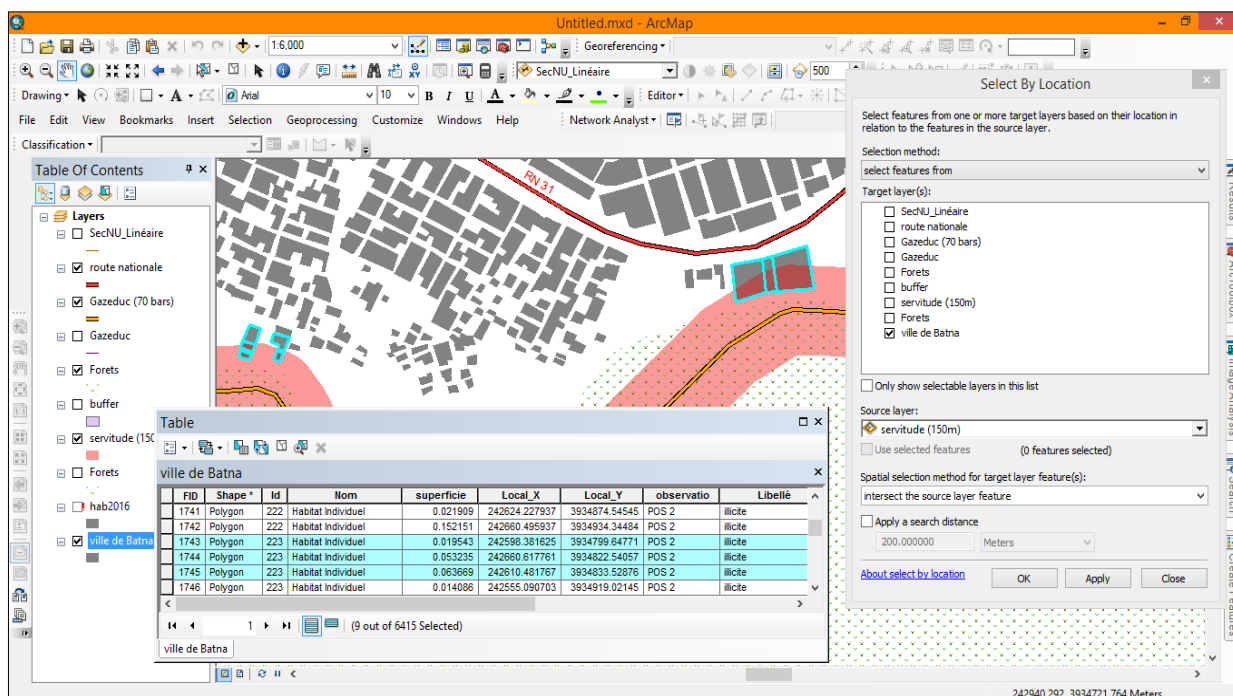 Untitled.mxd - ArcMap
1:6,000
Georeferencing
SecNU_Linéaire
500
Drawing
Arial
10
B I U A
Editor
File Edit View Bookmarks Insert Selection Geoprocessing Customize Windows Help
Network Analyst
Classification
Table Of Contents
Layers
SecNU_Linéaire
route nationale
Gazeduc (70 bars)
Gazeduc
Forets
buffer
servitude (150
Forets
hab2016
ville de Batna
RN 31
Select By Location
Select features from one or more target layers based on their location in
relation to the features in the source layer.
Selection method:
select features from
Target layer(s):
SecNU_Linéaire
route nationale
Gazeduc (70 bars)
Gazeduc
Forets
buffer
servitude (150m)
Forets
ville de Batna
Only show selectable layers in this list
Source layer:
servitude (150m)
Use selected features (0 features selected)
Spatial selection method for target layer feature(s):
intersect the source layer feature
Apply a search distance
200.000000 Meters
About select by location OK Apply Close
Results
Image Analysis
Search
Create Features
Table
ville de Batna
FID Shape * Id Nom superficie Local_X Local_Y observatio Libellè
1741 Polygon 222 Habitat Individuel 0.021909 242624.227937 3934874.54545 POS 2 illicite
1742 Polygon 222 Habitat Individuel 0.152151 242660.495937 3934934.34484 POS 2 illicite
1743 Polygon 223 Habitat Individuel 0.019543 242598.381625 3934799.64771 POS 2 illicite
1744 Polygon 223 Habitat Individuel 0.053235 242660.617761 3934822.54057 POS 2 illicite
1745 Polygon 223 Habitat Individuel 0.063669 242610.481767 3934833.52876 POS 2 illicite
1746 Polygon 223 Habitat Individuel 0.014086 242555.090703 3934919.02145 POS 2 illicite
1 (9 out of 6415 Selected)
ville de Batna
242940.292 3934721.764 Meters